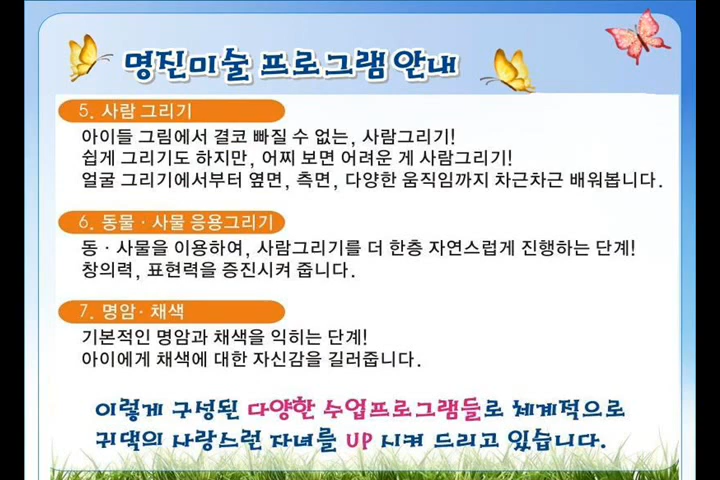 명진미술 프로그램 안내
5. 사람 그리기
아이들 그림에서 결코 빠질 수 없는, 사람그리기!
쉽게 그리기도 하지만, 어찌 보면 어려운 게 사람그리기!
얼굴 그리기에서부터 옆면, 측면, 다양한 움직임까지 차근차근 배워봅니다.
6. 동물 · 사물 응용그리기
동 · 사물을 이용하여, 사람그리기를 더 한층 자연스럽게 진행하는 단계!
창의력, 표현력을 증진시켜 줍니다.
7. 명암· 채색
기본적인 명암과 채색을 익히는 단계!
아이에게 채색에 대한 자신감을 길러줍니다.
이렇게 구성된 다양한 수업프로그램들로 체계적으로
귀댁의 사랑스런 자녀를 UP 시켜 드리고 있습니다.